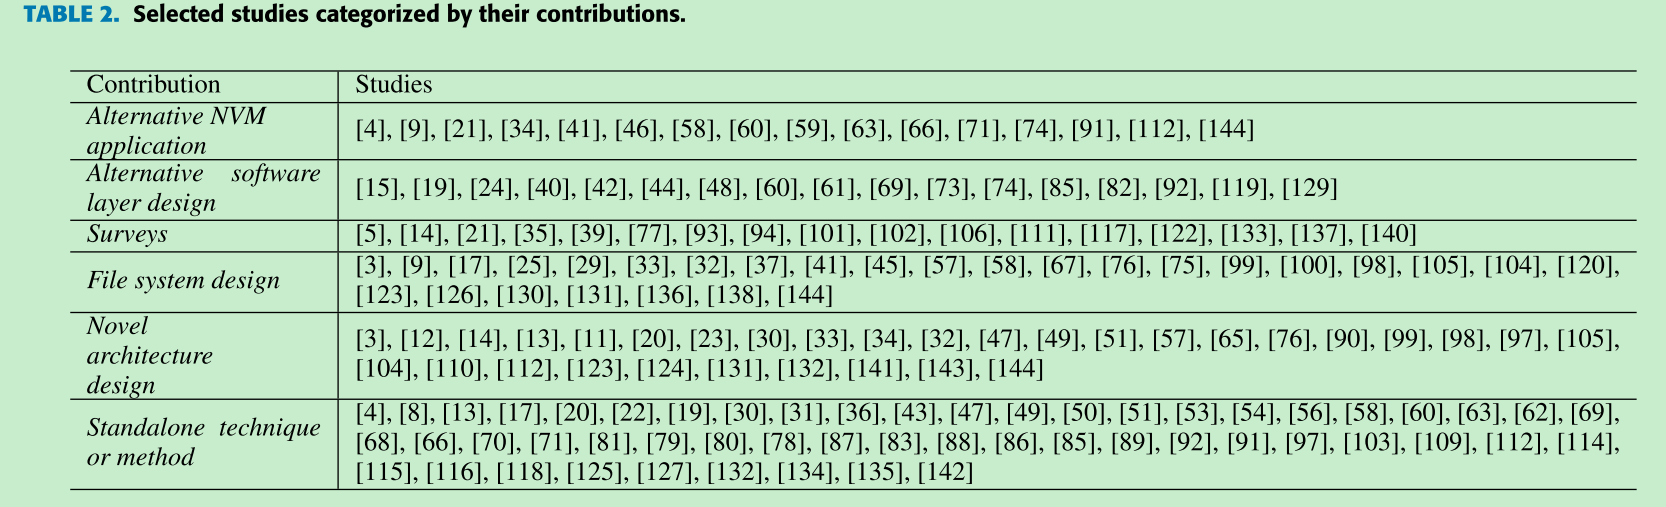 TABLE 2. Selected studies categorized by their contributions.
Contribution Studies
Alternative NVM
application
[4], [9], [21], [34], [41], [46], [58], [60], [59], [63], [66], [71], [74], [91], [112], [144]
Alternative software
layer design
[15], [19], [24], [40], [42], [44], [48], [60], [61], [69], [73], [74], [85], [82], [92], [119], [129]
Surveys
[5], [14], [21], [35], [39], [77], [93], [94], [101], [102], [106], [111], [117], [122], [133], [137], [140]
File system design
[3], [9], [17], [25], [29], [33], [32], [37], [41], [45], [57], [58], [67], [76], [75], [99], [100], [98], [105], [104], [120],
[123], [126], [130], [131], [136], [138], [144]
Novel
architecture
design
[3], [12], [14], [13], [11], [20], [23], [30], [33], [34], [32], [47], [49], [51], [57], [65], [76], [90], [99], [98], [97], [105],
[104], [110], [112], [123], [124], [131], [132], [141], [143], [144]
Standalone technique
or method
[4], [8], [13], [17], [20], [22], [19], [30], [31], [36], [43], [47], [49], [50], [51], [53], [54], [56], [58], [60], [63], [62], [69],
[68], [66], [70], [71], [81], [79], [80], [78], [87], [83], [88], [86], [85], [89], [92], [91], [97], [103], [109], [112], [114],
[115], [116], [118], [125], [127], [132], [134], [135], [142]